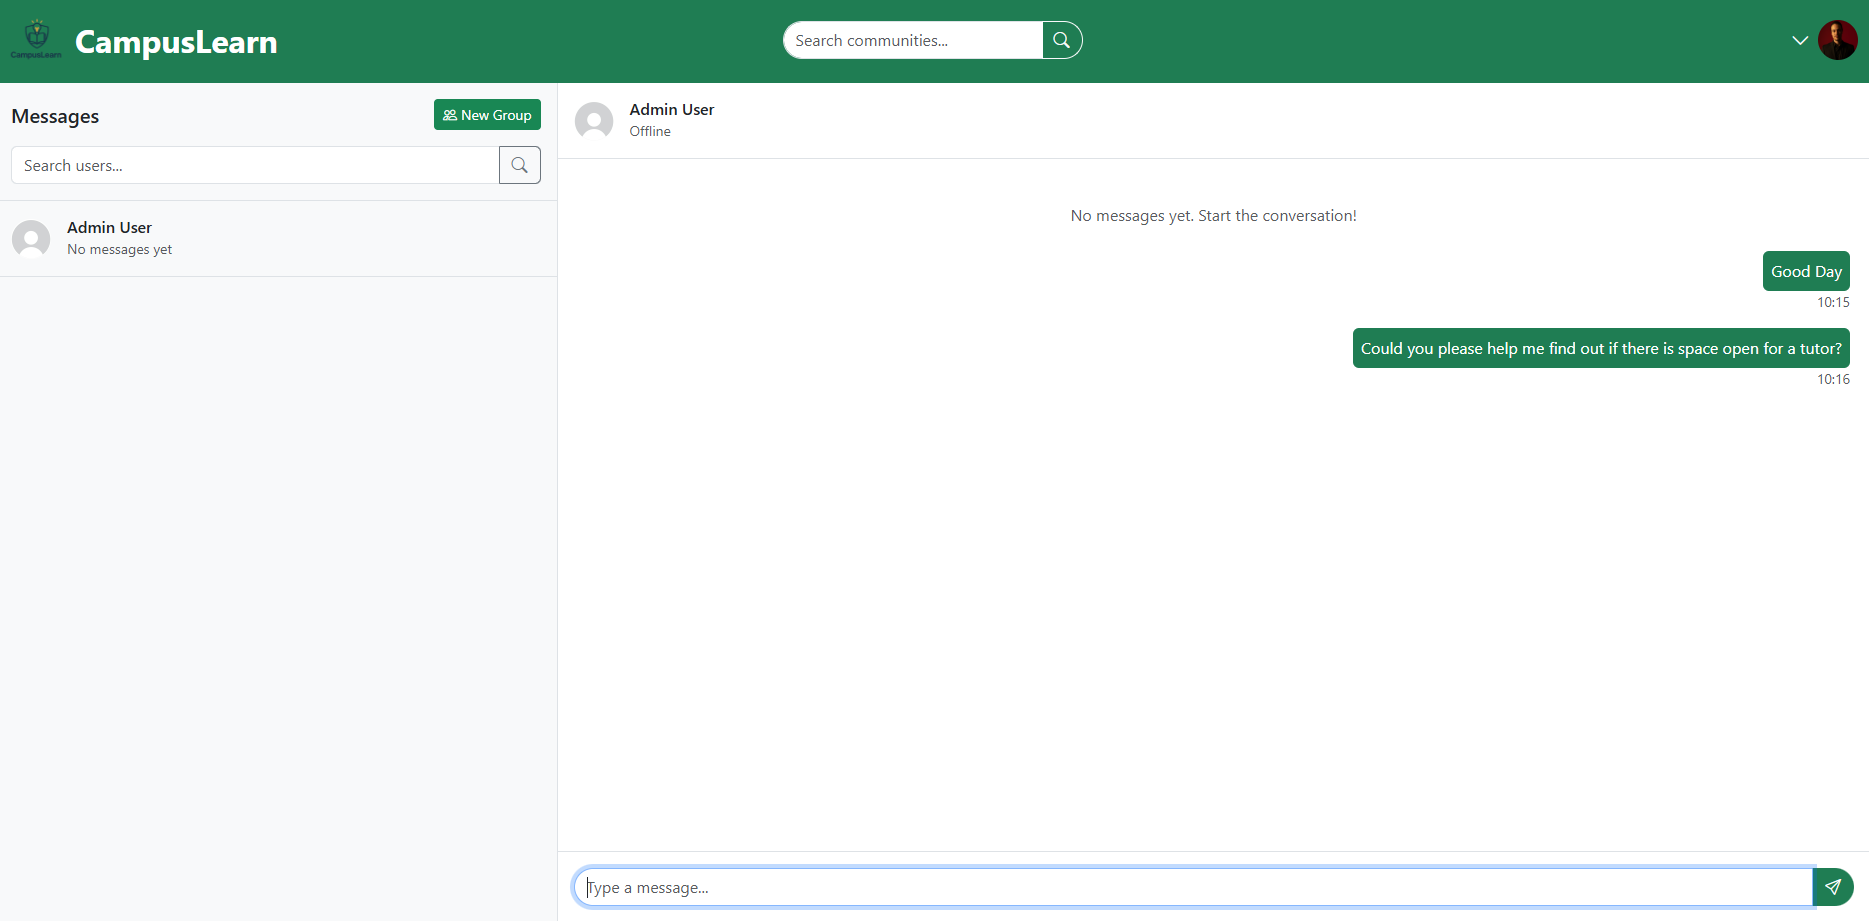 CampusLearn
CampusLearn
Search communities...
Messages
New Group
Search users...
Admin User
No messages yet
Admin User
Offline
No messages yet. Start the conversation!
Good Day
10:15
Could you please help me find out if there is space open for a tutor?
10:16
Type a message...